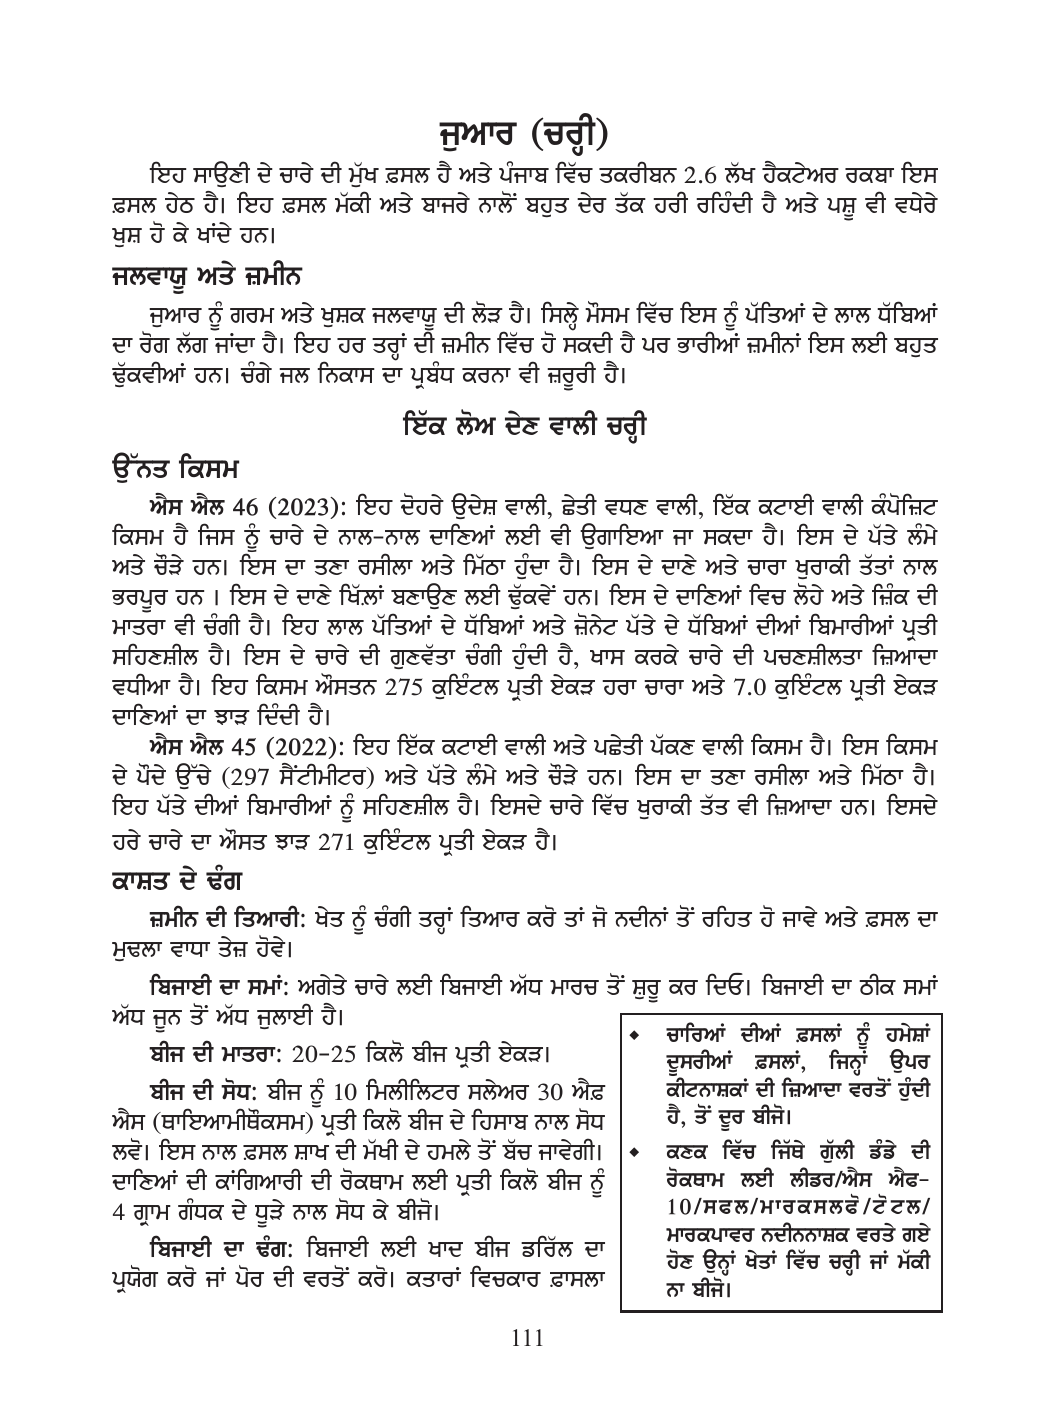 ਜੁਆਰ (ਚਰ੍ਹੀ)
ਇਹ ਸਾਉਣੀ ਦੇ ਚਾਰੇ ਦੀ ਮੁੱਖ ਫ਼ਸਲ ਹੈ ਅਤੇ ਪੰਜਾਬ ਵਿੱਚ ਤਕਰੀਬਨ 2.6 ਲੱਖ ਹੈਕਟੇਅਰ ਰਕਬਾ ਇਸ
ਫ਼ਸਲ ਹੇਠ ਹੈ। ਇਹ ਫ਼ਸਲ ਮੱਕੀ ਅਤੇ ਬਾਜਰੇ ਨਾਲੋਂ ਬਹੁਤ ਦੇਰ ਤੱਕ ਹਰੀ ਰਹਿੰਦੀ ਹੈ ਅਤੇ ਪਸ਼ੂ ਵੀ ਵਧੇਰੇ
ਖੁਸ਼ ਹੋ ਕੇ ਖਾਂਦੇ ਹਨ।
ਜਲਵਾਯੂ ਅਤੇ ਜ਼ਮੀਨ
ਜੁਆਰ ਨੂੰ ਗਰਮ ਅਤੇ ਖੁਸ਼ਕ ਜਲਵਾਯੂ ਦੀ ਲੋੜ ਹੈ। ਸਿਲ੍ਹੇ ਮੌਸਮ ਵਿੱਚ ਇਸ ਨੂੰ ਪੱਤਿਆਂ ਦੇ ਲਾਲ ਧੱਬਿਆਂ
ਦਾ ਰੋਗ ਲੱਗ ਜਾਂਦਾ ਹੈ। ਇਹ ਹਰ ਤਰ੍ਹਾਂ ਦੀ ਜ਼ਮੀਨ ਵਿੱਚ ਹੋ ਸਕਦੀ ਹੈ ਪਰ ਭਾਰੀਆਂ ਜ਼ਮੀਨਾਂ ਇਸ ਲਈ ਬਹੁਤ
ਢੁੱਕਵੀਆਂ ਹਨ। ਚੰਗੇ ਜਲ ਨਿਕਾਸ ਦਾ ਪ੍ਰਬੰਧ ਕਰਨਾ ਵੀ ਜ਼ਰੂਰੀ ਹੈ।
ਇੱਕ ਲੋਅ ਦੇਣ ਵਾਲੀ ਚਰ੍ਹੀ
ਉੱਨਤ ਕਿਸਮ
ਐਸ ਐਲ 46 (2023): ਇਹ ਦੋਹਰੇ ਉਦੇਸ਼ ਵਾਲੀ, ਛੇਤੀ ਵਧਣ ਵਾਲੀ, ਇੱਕ ਕਟਾਈ ਵਾਲੀ ਕੰਪੋਜ਼ਿਟ
ਕਿਸਮ ਹੈ ਜਿਸ ਨੂੰ ਚਾਰੇ ਦੇ ਨਾਲ-ਨਾਲ ਦਾਣਿਆਂ ਲਈ ਵੀ ਉਗਾਇਆ ਜਾ ਸਕਦਾ ਹੈ। ਇਸ ਦੇ ਪੱਤੇ ਲੰਮੇ
ਅਤੇ ਚੌੜੇ ਹਨ। ਇਸ ਦਾ ਤਣਾ ਰਸੀਲਾ ਅਤੇ ਮਿੱਠਾ ਹੁੰਦਾ ਹੈ। ਇਸ ਦੇ ਦਾਣੇ ਅਤੇ ਚਾਰਾ ਖੁਰਾਕੀ ਤੱਤਾਂ ਨਾਲ
ਭਰਪੂਰ ਹਨ । ਇਸ ਦੇ ਦਾਣੇ ਖਿੱਲਾਂ ਬਣਾਉਣ ਲਈ ਢੁੱਕਵੇਂ ਹਨ। ਇਸ ਦੇ ਦਾਣਿਆਂ ਵਿਚ ਲੋਹੇ ਅਤੇ ਜ਼ਿੰਕ ਦੀ
ਮਾਤਰਾ ਵੀ ਚੰਗੀ ਹੈ। ਇਹ ਲਾਲ ਪੱਤਿਆਂ ਦੇ ਧੱਬਿਆਂ ਅਤੇ ਜ਼ੋਨੇਟ ਪੱਤੇ ਦੇ ਧੱਬਿਆਂ ਦੀਆਂ ਬਿਮਾਰੀਆਂ ਪ੍ਰਤੀ
ਸਹਿਣਸ਼ੀਲ ਹੈ। ਇਸ ਦੇ ਚਾਰੇ ਦੀ ਗੁਣਵੱਤਾ ਚੰਗੀ ਹੁੰਦੀ ਹੈ, ਖਾਸ ਕਰਕੇ ਚਾਰੇ ਦੀ ਪਚਣਸ਼ੀਲਤਾ ਜ਼ਿਆਦਾ
ਵਧੀਆ ਹੈ। ਇਹ ਕਿਸਮ ਔਸਤਨ 275 ਕੁਇੰਟਲ ਪ੍ਰਤੀ ਏਕੜ ਹਰਾ ਚਾਰਾ ਅਤੇ 7.0 ਕੁਇੰਟਲ ਪ੍ਰਤੀ ਏਕੜ
ਦਾਣਿਆਂ ਦਾ ਝਾੜ ਦਿੰਦੀ ਹੈ।
ਐਸ ਐਲ 45 (2022): ਇਹ ਇੱਕ ਕਟਾਈ ਵਾਲੀ ਅਤੇ ਪਛੇਤੀ ਪੱਕਣ ਵਾਲੀ ਕਿਸਮ ਹੈ। ਇਸ ਕਿਸਮ
ਦੇ ਪੌਦੇ ਉੱਚੇ (297 ਸੈਂਟੀਮੀਟਰ) ਅਤੇ ਪੱਤੇ ਲੰਮੇ ਅਤੇ ਚੌੜੇ ਹਨ। ਇਸ ਦਾ ਤਣਾ ਰਸੀਲਾ ਅਤੇ ਮਿੱਠਾ ਹੈ।
ਇਹ ਪੱਤੇ ਦੀਆਂ ਬਿਮਾਰੀਆਂ ਨੂੰ ਸਹਿਣਸ਼ੀਲ ਹੈ। ਇਸਦੇ ਚਾਰੇ ਵਿੱਚ ਖੁਰਾਕੀ ਤੱਤ ਵੀ ਜ਼ਿਆਦਾ ਹਨ। ਇਸਦੇ
ਹਰੇ ਚਾਰੇ ਦਾ ਔਸਤ ਝਾੜ 271 ਕੁਇੰਟਲ ਪ੍ਰਤੀ ਏਕੜ ਹੈ।
ਕਾਸ਼ਤ ਦੇ ਢੰਗ
ਜ਼ਮੀਨ ਦੀ ਤਿਆਰੀ: ਖੇਤ ਨੂੰ ਚੰਗੀ ਤਰ੍ਹਾਂ ਤਿਆਰ ਕਰੋ ਤਾਂ ਜੋ ਨਦੀਨਾਂ ਤੋਂ ਰਹਿਤ ਹੋ ਜਾਵੇ ਅਤੇ ਫ਼ਸਲ ਦਾ
ਮੁਢਲਾ ਵਾਧਾ ਤੇਜ਼ ਹੋਵੇ।
ਬਿਜਾਈ ਦਾ ਸਮਾਂ: ਅਗੇਤੇ ਚਾਰੇ ਲਈ ਬਿਜਾਈ ਅੱਧ ਮਾਰਚ ਤੋਂ ਸ਼ੁਰੂ ਕਰ ਦਿਓ। ਬਿਜਾਈ ਦਾ ਠੀਕ ਸਮਾਂ
ਅੱਧ ਜੂਨ ਤੋਂ ਅੱਧ ਜੁਲਾਈ ਹੈ।
ਬੀਜ ਦੀ ਮਾਤਰਾ: 20-25 ਕਿਲੋ ਬੀਜ ਪ੍ਰਤੀ ਏਕੜ।
ਬੀਜ ਦੀ ਸੋਧ: ਬੀਜ ਨੂੰ 10 ਮਿਲੀਲਿਟਰ ਸਲੇਅਰ 30 ਐਫ਼
ਐਸ (ਥਾਇਆਮੀਥੌਕਸਮ) ਪ੍ਰਤੀ ਕਿਲੋ ਬੀਜ ਦੇ ਹਿਸਾਬ ਨਾਲ ਸੋਧ
ਲਵੋ। ਇਸ ਨਾਲ ਫ਼ਸਲ ਸ਼ਾਖ ਦੀ ਮੱਖੀ ਦੇ ਹਮਲੇ ਤੋਂ ਬੱਚ ਜਾਵੇਗੀ।
ਦਾਣਿਆਂ ਦੀ ਕਾਂਗਿਆਰੀ ਦੀ ਰੋਕਥਾਮ ਲਈ ਪ੍ਰਤੀ ਕਿਲੋ ਬੀਜ ਨੂੰ
4 ਗ੍ਰਾਮ ਗੰਧਕ ਦੇ ਧੂੜੇ ਨਾਲ ਸੋਧ ਕੇ ਬੀਜੋ।
ਬਿਜਾਈ ਦਾ ਢੰਗ: ਬਿਜਾਈ ਲਈ ਖਾਦ ਬੀਜ ਡਰਿੱਲ ਦਾ
ਪ੍ਰਯੋਗ ਕਰੋ ਜਾਂ ਪੋਰ ਦੀ ਵਰਤੋਂ ਕਰੋ। ਕਤਾਰਾਂ ਵਿਚਕਾਰ ਫ਼ਾਸਲਾ
◆ ਚਾਰਿਆਂ ਦੀਆਂ ਫ਼ਸਲਾਂ ਨੂੰ ਹਮੇਸ਼ਾਂ
ਦੂਸਰੀਆਂ ਫ਼ਸਲਾਂ, ਜਿਨ੍ਹਾਂ ਉਪਰ
ਕੀਟਨਾਸ਼ਕਾਂ ਦੀ ਜ਼ਿਆਦਾ ਵਰਤੋਂ ਹੁੰਦੀ
ਹੈ, ਤੋਂ ਦੂਰ ਬੀਜੋ।
◆ ਕਣਕ ਵਿੱਚ ਜਿੱਥੇ ਗੁੱਲੀ ਡੰਡੇ ਦੀ
ਰੋਕਥਾਮ ਲਈ ਲੀਡਰ/ਐਸ ਐਫ-
10/ਸਫਲ/ਮਾਰਕਸਲਫੋ/ਟੋਟਲ/
ਮਾਰਕਪਾਵਰ ਨਦੀਨਨਾਸ਼ਕ ਵਰਤੇ ਗਏ
ਹੋਣ ਉਨ੍ਹਾਂ ਖੇਤਾਂ ਵਿੱਚ ਚਰ੍ਹੀ ਜਾਂ ਮੱਕੀ
ਨਾ ਬੀਜੋ।
111